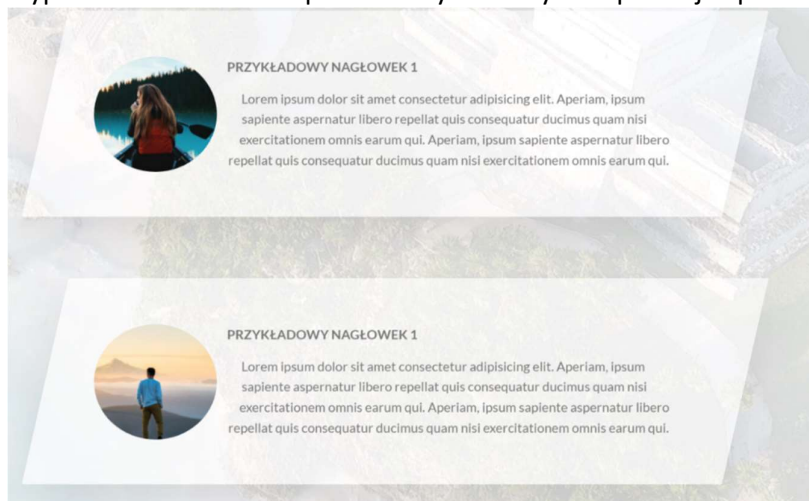 PRZYKŁADOWY NAGŁOWEK 1
Lorem ipsum dolor sit amet consectetur adipisicing elit. Aperiam, ipsum
sapiente aspernatur libero repellat quis consequatur ducimus quam nisi
exercitationem omnis earum qui. Aperiam, ipsum sapiente aspernatur libero
repellat quis consequatur ducimus quam nisi exercitationem omnis earum qui.
PRZYKŁADOWY NAGŁOWEK 1
Lorem ipsum dolor sit amet consectetur adipisicing elit. Aperiam, ipsum
sapiente aspernatur libero repellat quis consequatur ducimus quam nisi
exercitationem omnis earum qui. Aperiam, ipsum sapiente aspernatur libero
repellat quis consequatur ducimus quam nisi exercitationem omnis earum qui.